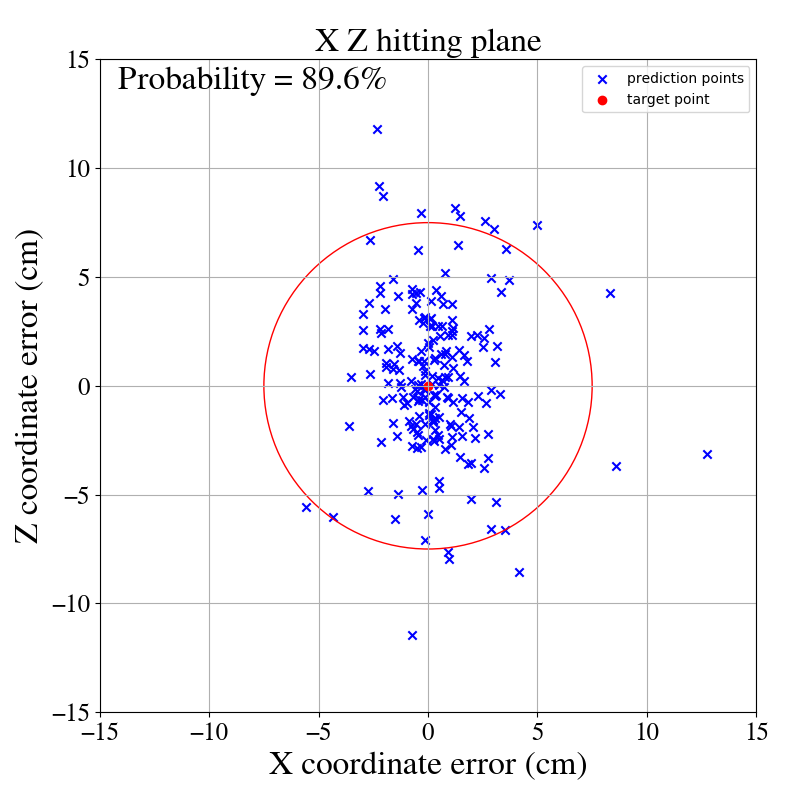 X Z hitting plane
Probability = 89.6%
prediction points
target point
Z coordinate error (cm)
15
10
5
0
−5
−10
−15
−15
−10
−5
0
5
10
15
X coordinate error (cm)